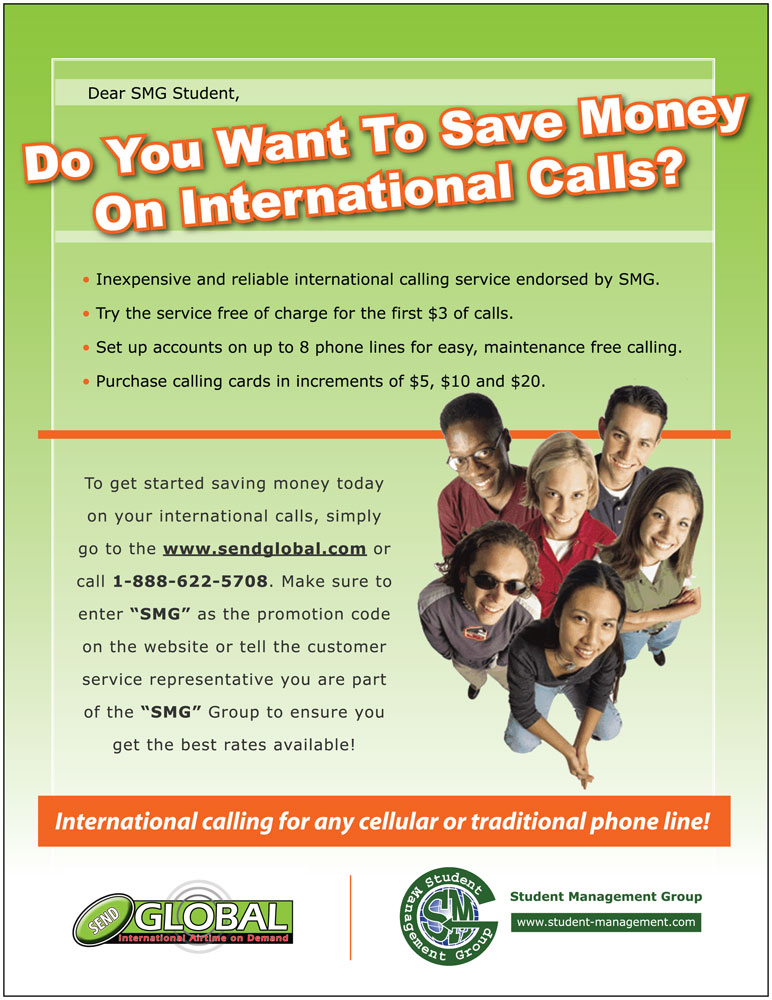 Dear SMG Student,
Do You Want To Save Money
On International Calls?
• Inexpensive and reliable international calling service endorsed by SMG.
• Try the service free of charge for the first $3 of calls.
• Set up accounts on up to 8 phone lines for easy, maintenance free calling.
• Purchase calling cards in increments of $5, $10 and $20.
To get started saving money today
on your international calls, simply
go to the www.sendglobal.com or
call 1-888-622-5708. Make sure to
enter “SMG” as the promotion code
on the website or tell the customer
service representative you are part
of the “SMG” Group to ensure you
get the best rates available!
International calling for any cellular or traditional phone line!
SEND
GLOBAL
International Airtime on Demand
Student
Management Group
SMG
Student Management Group
www.student-management.com